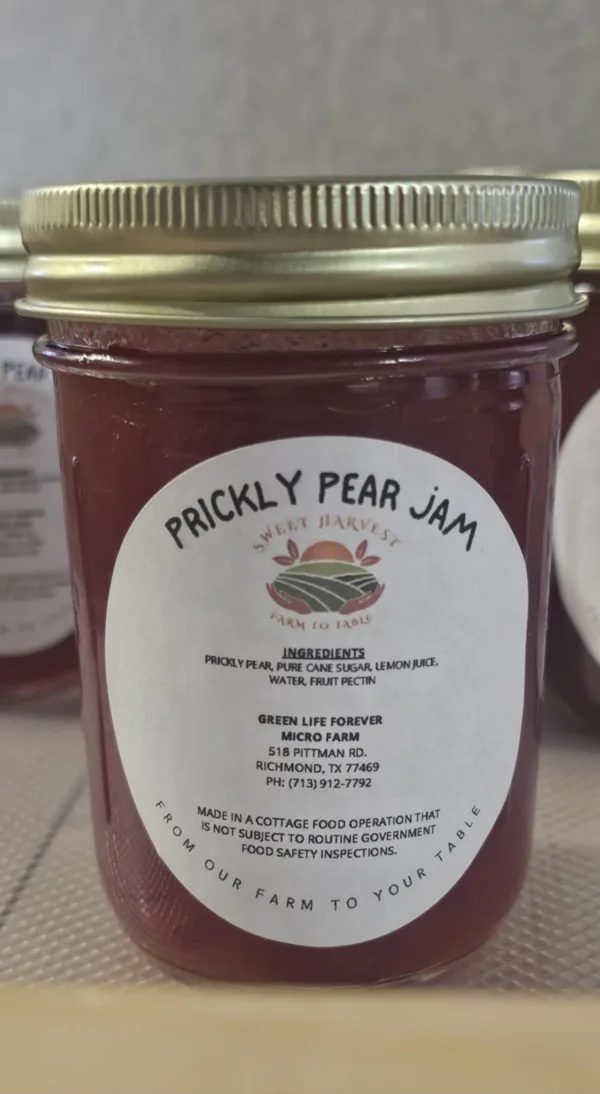 PRICKLY PEAR JAM
SWEET HARVEST
FARM TO TABLE
INGREDIENTS
PRICKLY PEAR, PURE CANE SUGAR, LEMON JUICE,
WATER, FRUIT PECTIN
GREEN LIFE FOREVER
MICRO FARM
518 PITTMAN RD.
RICHMOND, TX 77469
PH: (713) 912-7792
MADE IN A COTTAGE FOOD OPERATION THAT
IS NOT SUBJECT TO ROUTINE GOVERNMENT
FOOD SAFETY INSPECTIONS.
FROM OUR FARM TO YOUR TABLE
PEAR